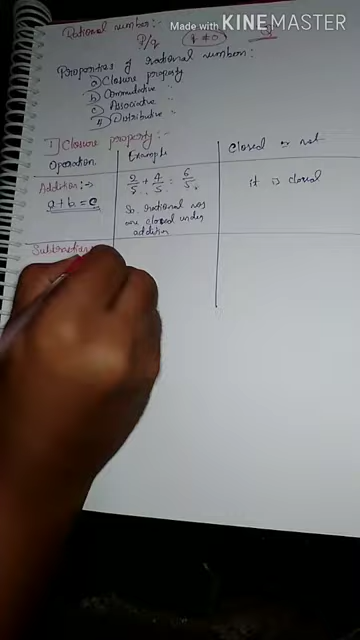 Rational number:-
Made with KINEMASTER
P/q q ≠ 0 Q
Properties of rational numbers:
a) Closure property
b) Commutative "
c) Associative "
d) Distributive "
1) Closure property :-
Operation Example Closed or not
Addition :→ 2/5 + 4/5 = 6/5 it is closed
a + b = c So rational nos
are closed under
addition
Subtraction